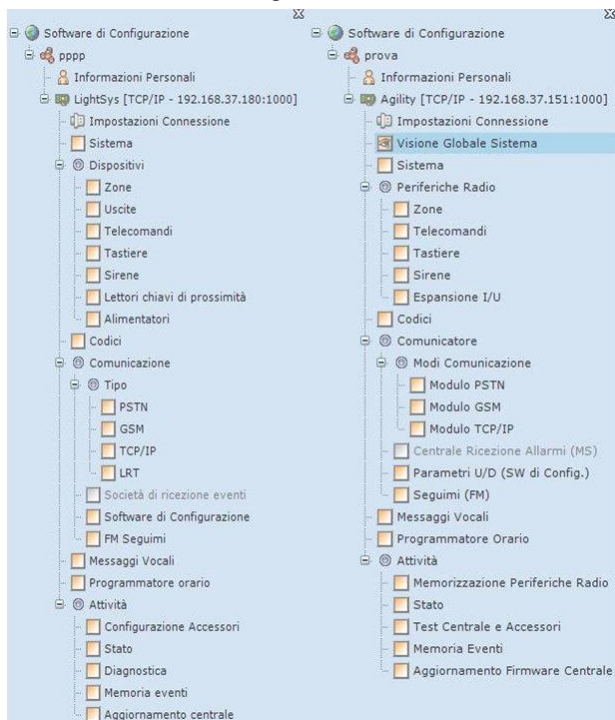 Software di Configurazione
pppp
Informazioni Personali
LightSys [TCP/IP - 192.168.37.180:1000]
Impostazioni Connessione
Sistema
Dispositivi
Zone
Uscite
Telecomandi
Tastiere
Sirene
Lettori chiavi di prossimità
Alimentatori
Codici
Comunicazione
Tipo
PSTN
GSM
TCP/IP
LRT
Società di ricezione eventi
Software di Configurazione
FM Seguimi
Messaggi Vocali
Programmatore orario
Attività
Configurazione Accessori
Stato
Diagnostica
Memoria eventi
Aggiornamento centrale
Software di Configurazione
prova
Informazioni Personali
Agility [TCP/IP - 192.168.37.151:1000]
Impostazioni Connessione
Visione Globale Sistema
Sistema
Periferiche Radio
Zone
Telecomandi
Tastiere
Sirene
Espansione I/U
Codici
Comunicatore
Modi Comunicazione
Modulo PSTN
Modulo GSM
Modulo TCP/IP
Centrale Ricezione Allarmi (MS)
Parametri U/D (SW di Config.)
Seguimi (FM)
Messaggi Vocali
Programmatore Orario
Attività
Memorizzazione Periferiche Radio
Stato
Test Centrale e Accessori
Memoria Eventi
Aggiornamento Firmware Centrale